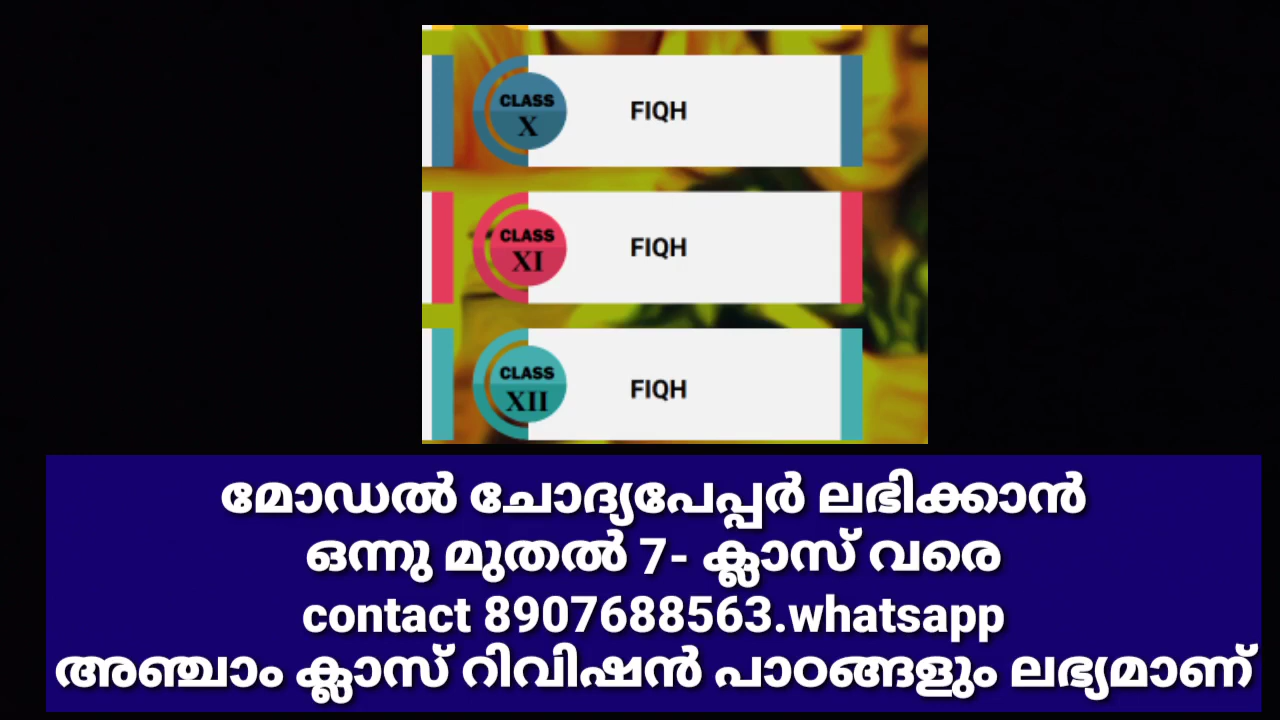 CLASS
X
FIQH
CLASS
XI
FIQH
CLASS
XII
FIQH
മോഡൽ ചോദ്യപേപ്പർ ലഭിക്കാൻ
ഒന്നു മുതൽ 7- ക്ലാസ് വരെ
contact 8907688563.whatsapp
അഞ്ചാം ക്ലാസ് റിവിഷൻ പാഠങ്ങളും ലഭ്യമാണ്